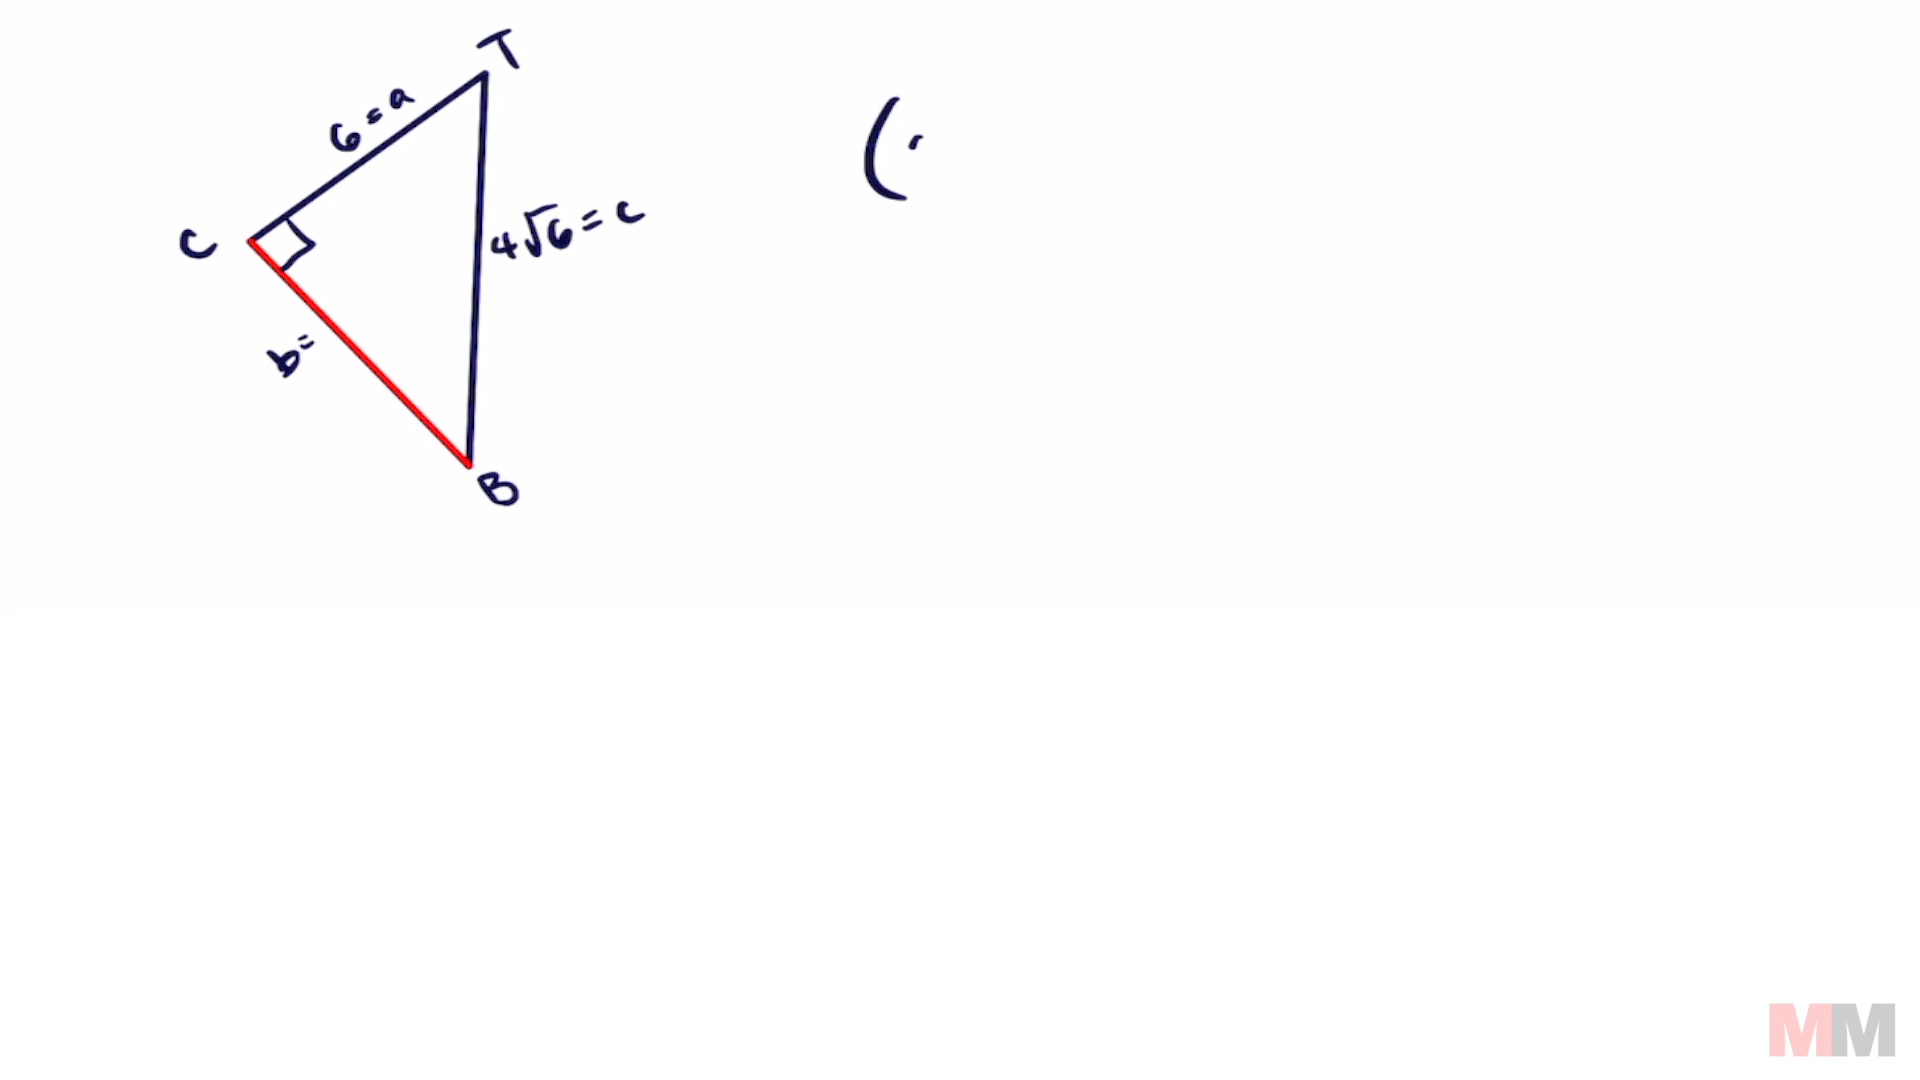 T
6 = a
(
C
4√6 = c
b =
B
MM